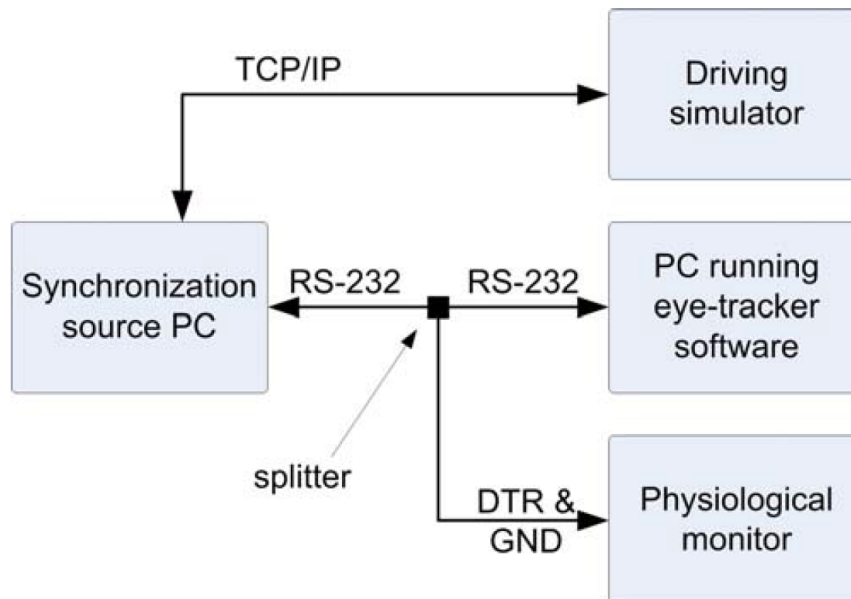 TCP/IP
Driving
simulator
Synchronization
source PC
RS-232
RS-232
PC running
eye-tracker
software
splitter
DTR &
GND
Physiological
monitor